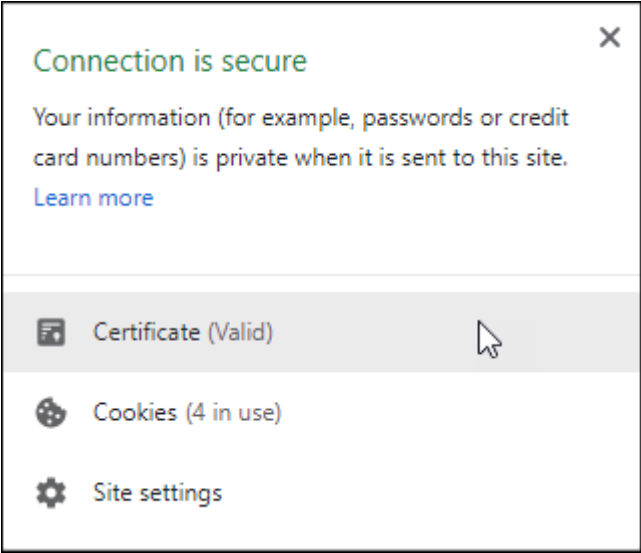 Connection is secure
Your information (for example, passwords or credit
card numbers) is private when it is sent to this site.
Learn more
Certificate (Valid)
Cookies (4 in use)
Site settings